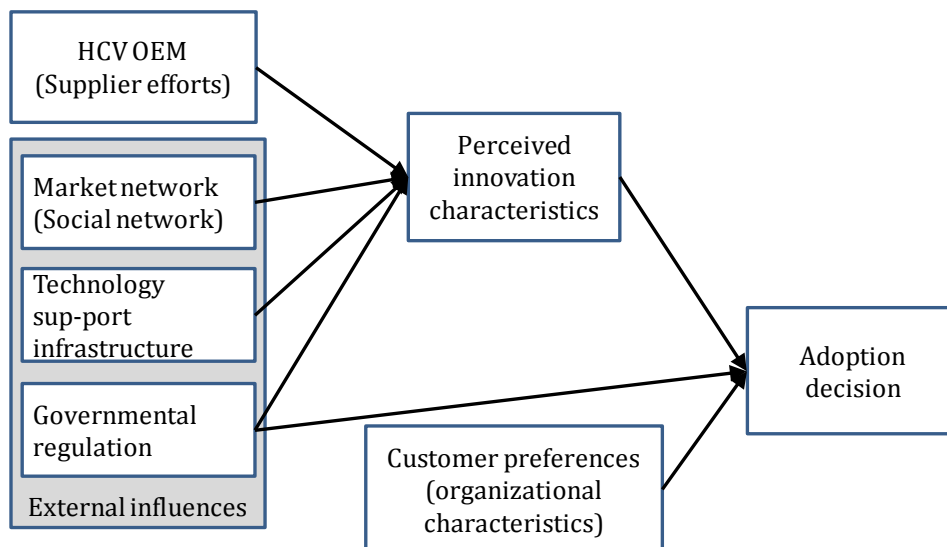 HCV OEM
(Supplier efforts)
Market network
(Social network)
Technology
sup-port
infrastructure
Governmental
regulation
External influences
Perceived
innovation
characteristics
Customer preferences
(organizational
characteristics)
Adoption
decision